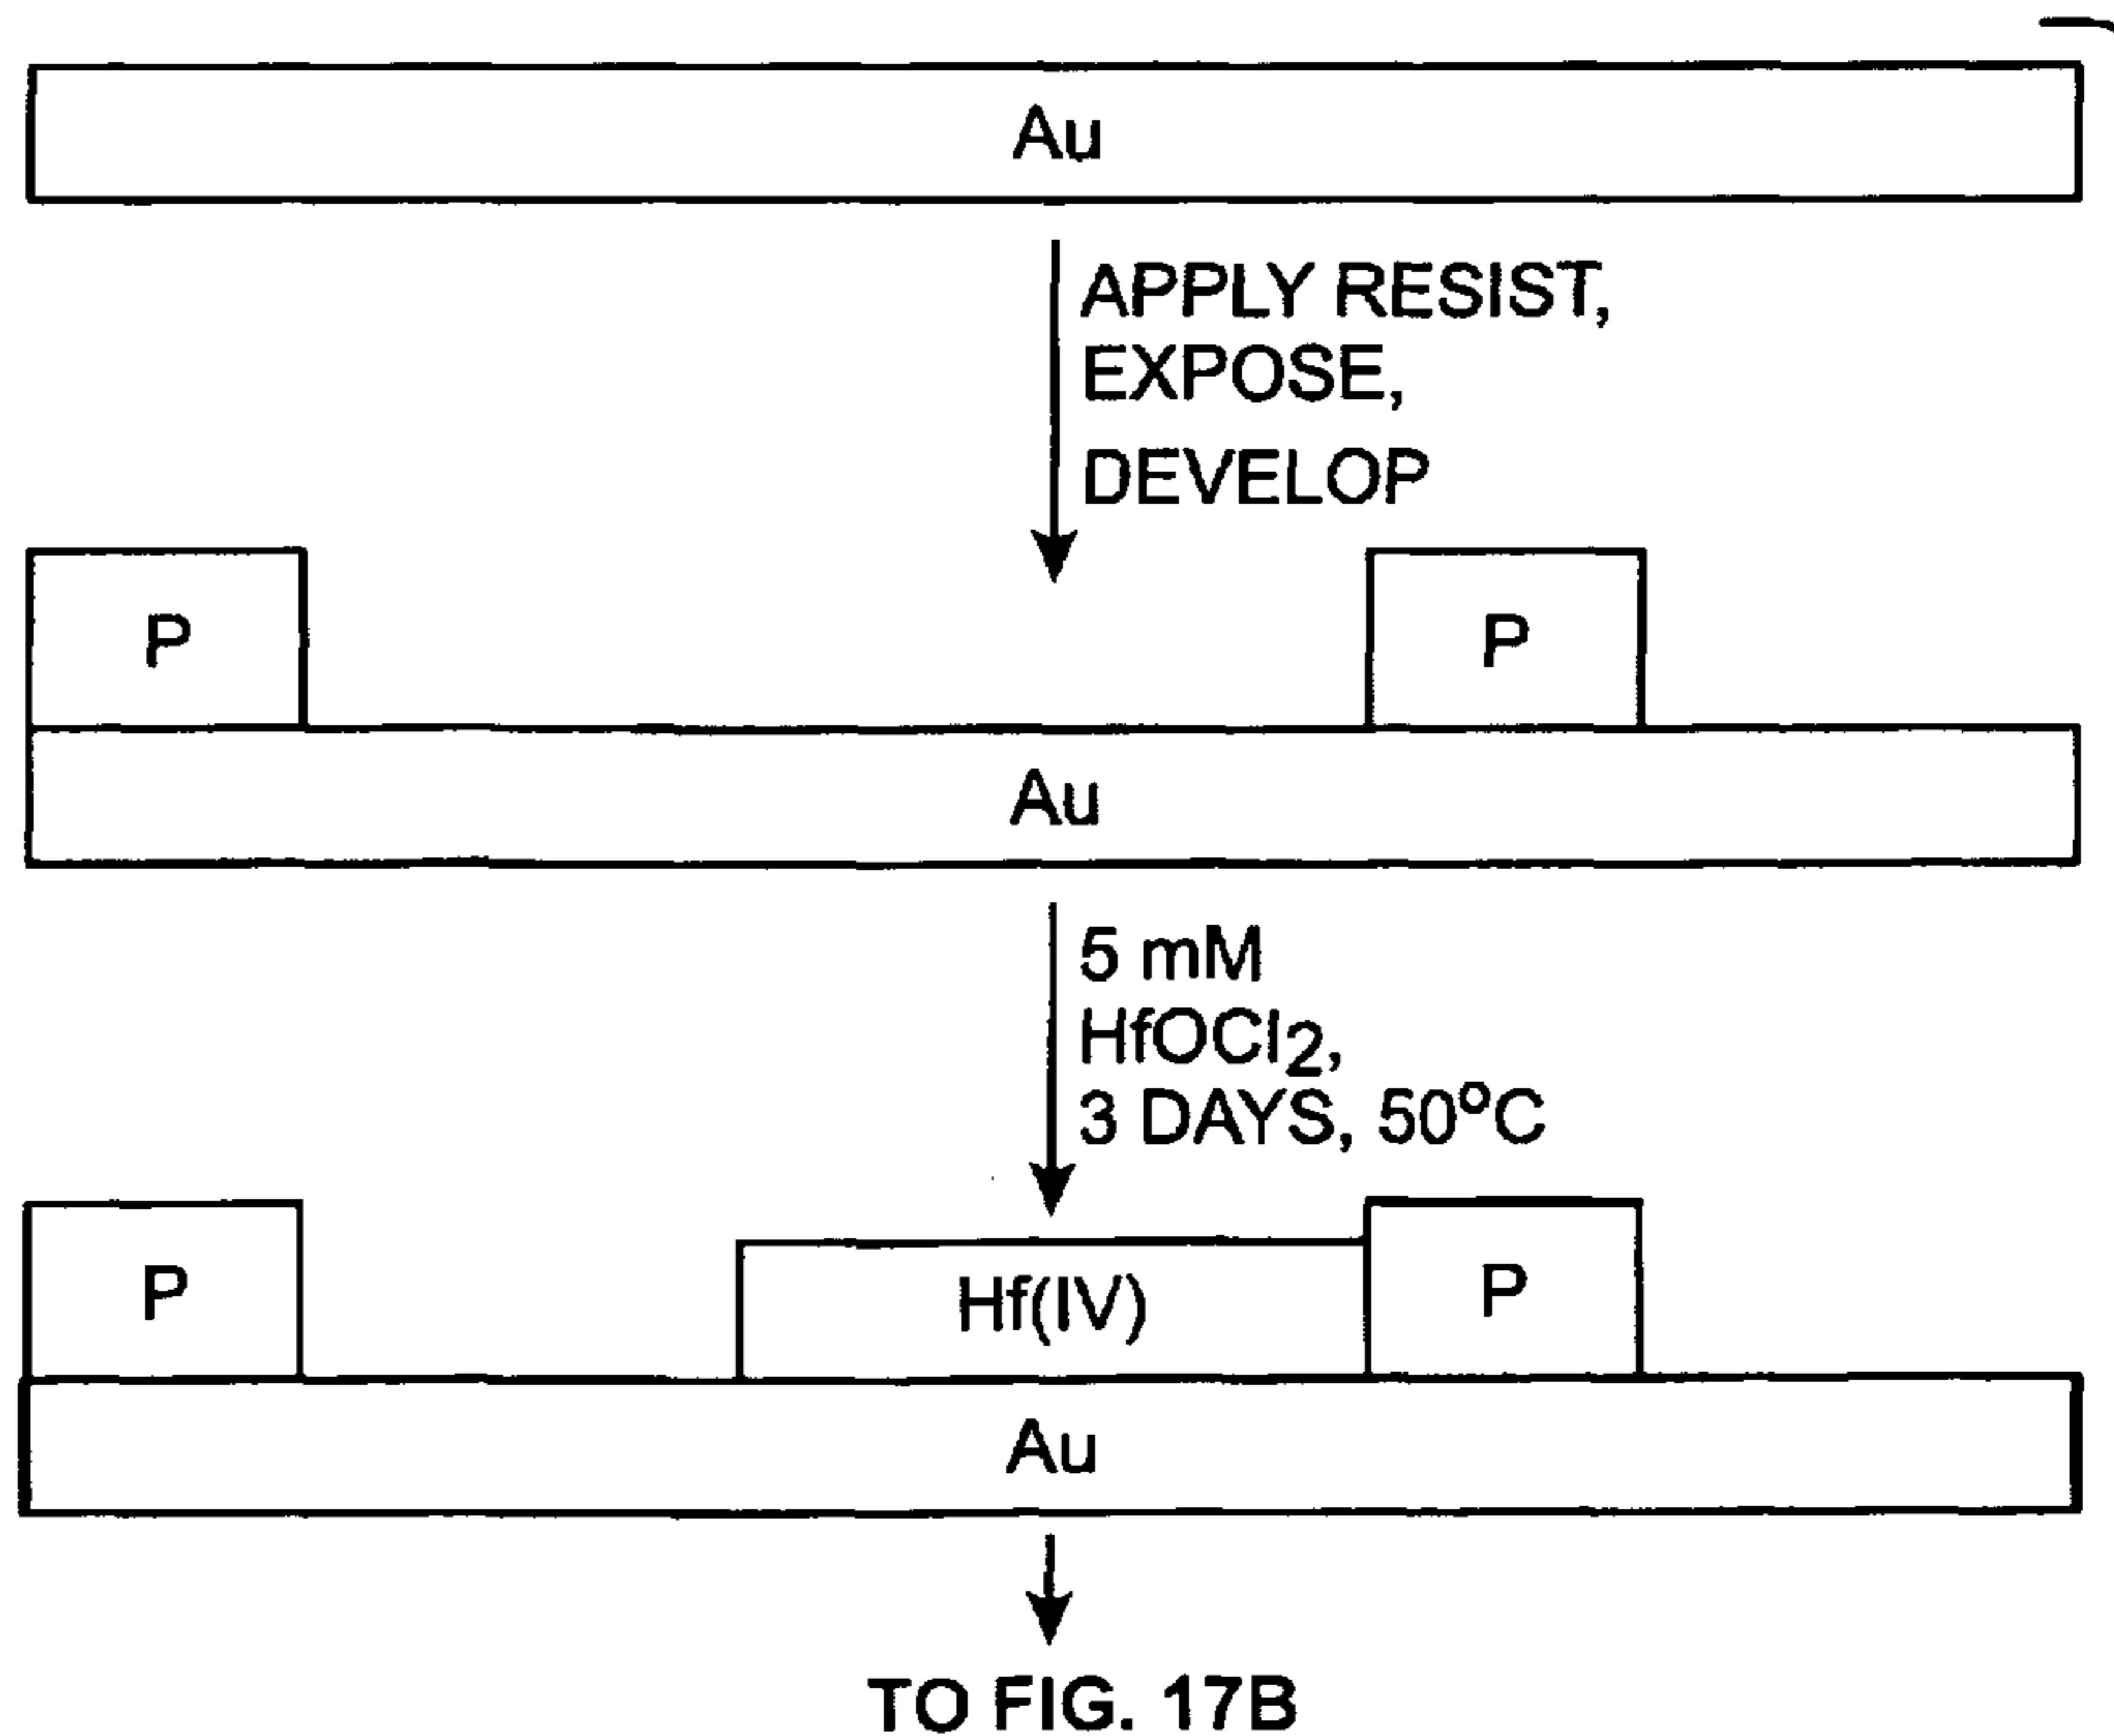 Au
APPLY RESIST,
EXPOSE,
DEVELOP
P P
Au
5 mM
HfOCl2,
3 DAYS, 50°C
P Hf(IV) P
Au
TO FIG. 17B